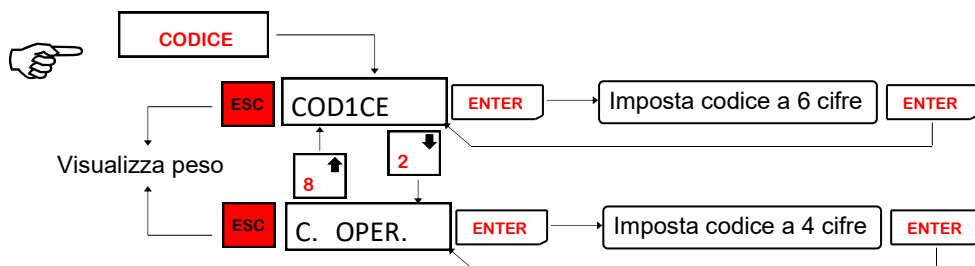 CODICE
ESC COD1CE ENTER Imposta codice a 6 cifre ENTER
Visualizza peso
8 2
ESC C. OPER. ENTER Imposta codice a 4 cifre ENTER